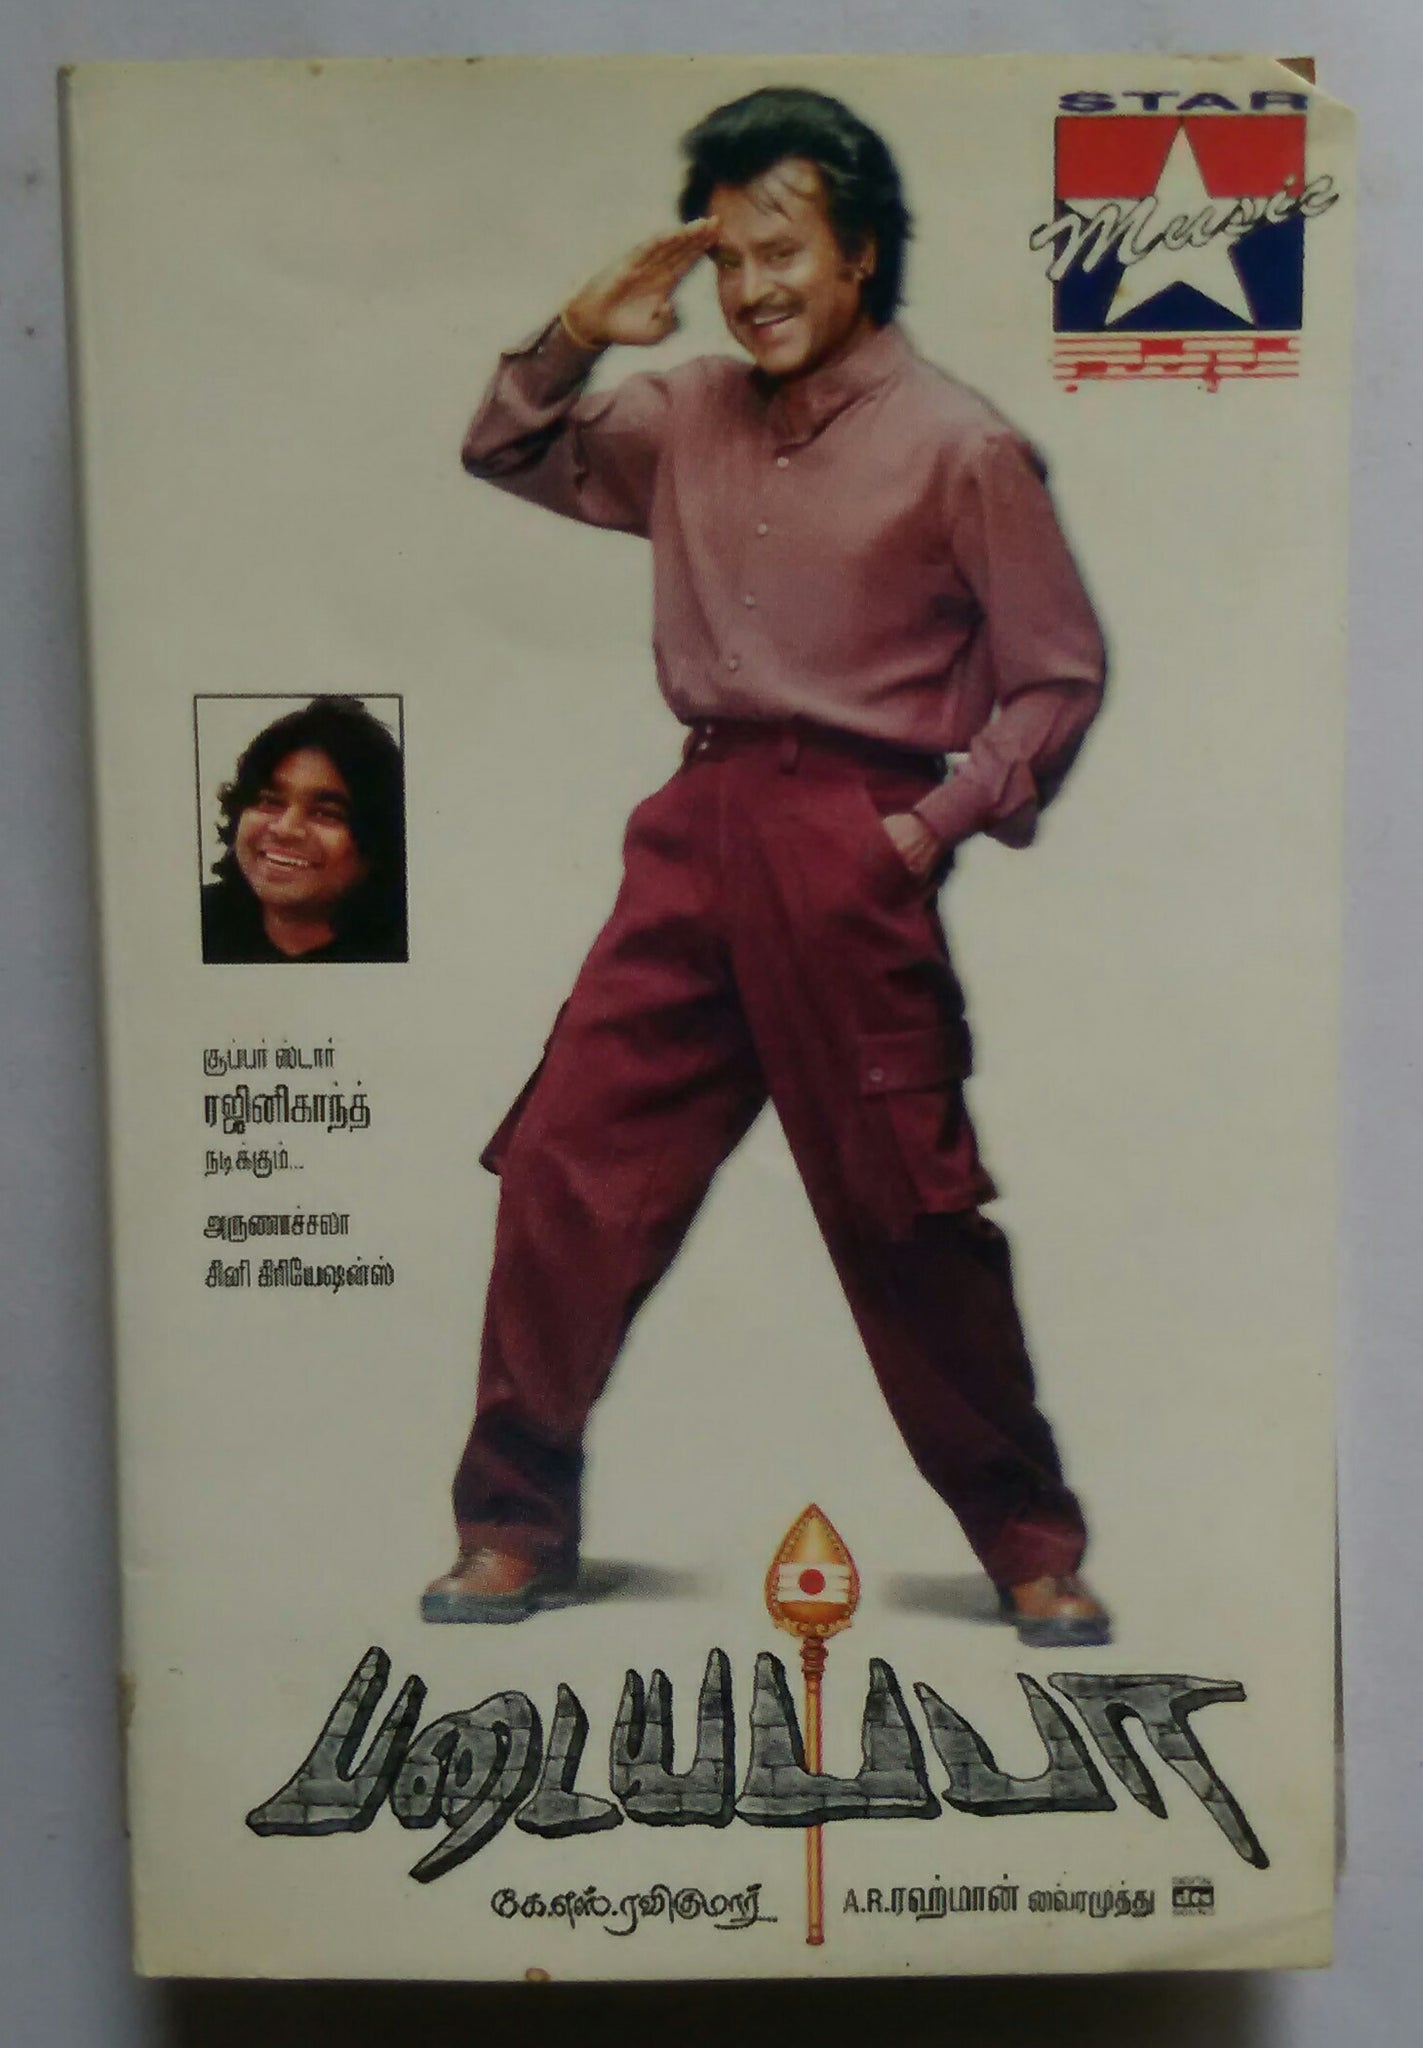 STAR
Music
சூப்பர் ஸ்டார்
ரஜினிகாந்த்
நடிக்கும்...
அருணாச்சலா
சினி கிரியேஷன்ஸ்
படையப்பா
கே.எஸ்.ரவிகுமார் A.R.ரஹ்மான் வைரமுத்து